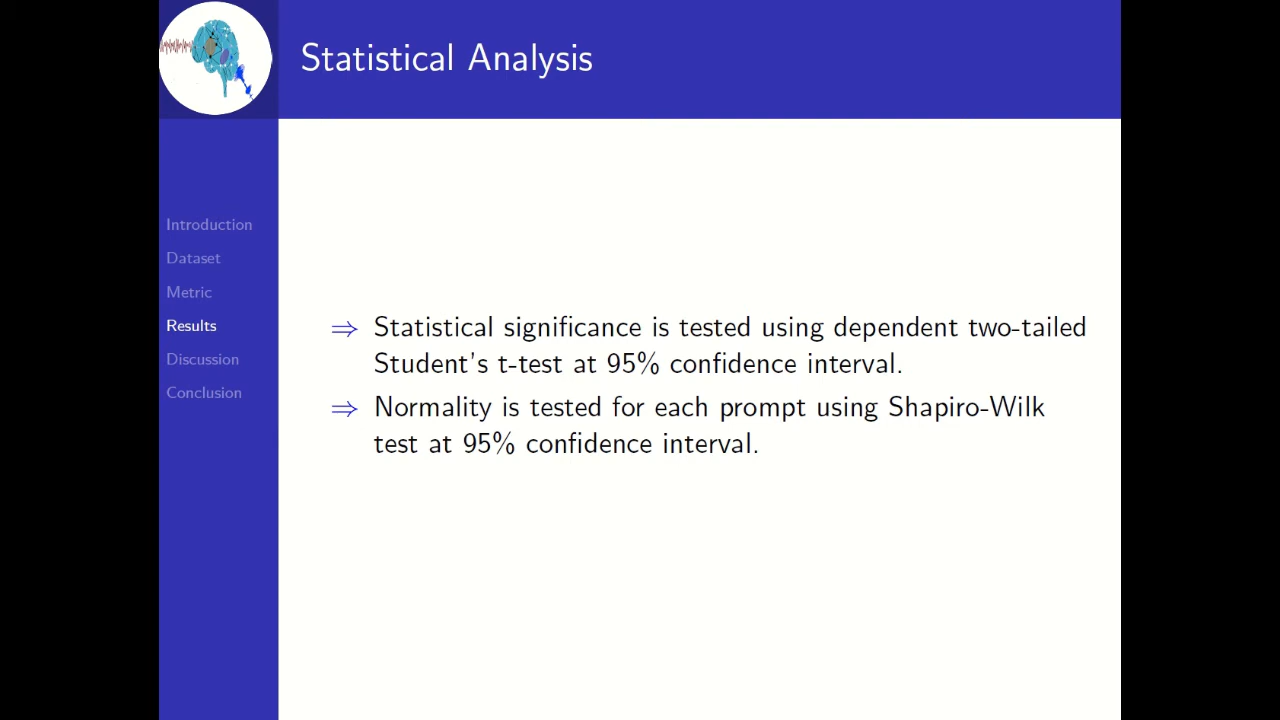 Statistical Analysis
Introduction
Dataset
Metric
Results
Discussion
Conclusion
⇒ Statistical significance is tested using dependent two-tailed
Student's t-test at 95% confidence interval.
⇒ Normality is tested for each prompt using Shapiro-Wilk
test at 95% confidence interval.